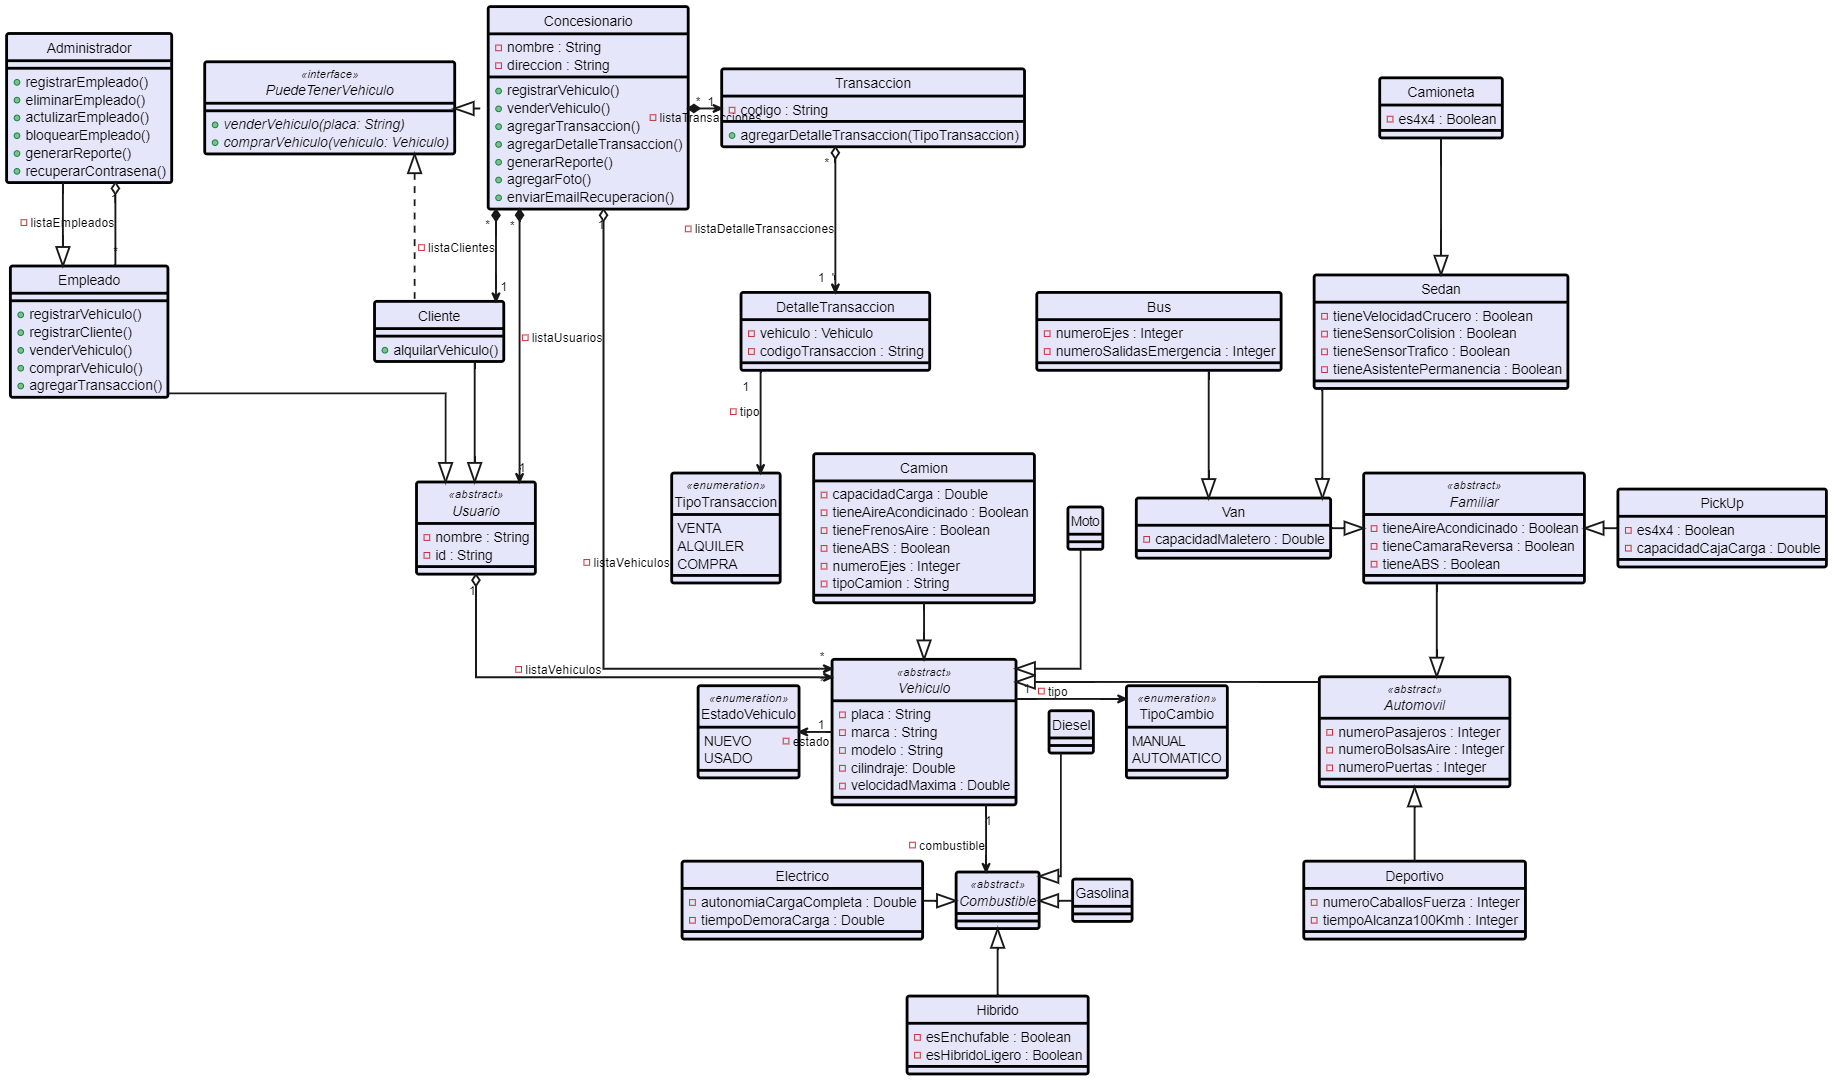 Administrador
registrarEmpleado()
eliminarEmpleado()
actulizarEmpleado()
bloquearEmpleado()
generarReporte()
recuperarContrasena()
«interface»
PuedeTenerVehiculo
venderVehiculo(placa: String)
comprarVehiculo(vehiculo: Vehiculo)
Concesionario
nombre : String
direccion : String
registrarVehiculo()
venderVehiculo()
agregarTransaccion()
agregarDetalleTransaccion()
generarReporte()
agregarFoto()
enviarEmailRecuperacion()
* 1
listaTransacciones
Transaccion
codigo : String
agregarDetalleTransaccion(TipoTransaccion)
Camioneta
es4x4 : Boolean
1
listaEmpleados
*
Empleado
registrarVehiculo()
registrarCliente()
venderVehiculo()
comprarVehiculo()
agregarTransaccion()
*
listaClientes
1
*
listaUsuarios
1
1
*
listaDetalleTransacciones
1 *
Cliente
alquilarVehiculo()
DetalleTransaccion
vehiculo : Vehiculo
codigoTransaccion : String
Bus
numeroEjes : Integer
numeroSalidasEmergencia : Integer
Sedan
tieneVelocidadCrucero : Boolean
tieneSensorColision : Boolean
tieneSensorTrafico : Boolean
tieneAsistentePermanencia : Boolean
1
tipo
«abstract»
Usuario
nombre : String
id : String
«enumeration»
TipoTransaccion
VENTA
ALQUILER
COMPRA
Camion
capacidadCarga : Double
tieneAireAcondicinado : Boolean
tieneFrenosAire : Boolean
tieneABS : Boolean
numeroEjes : Integer
tipoCamion : String
Moto
Van
capacidadMaletero : Double
«abstract»
Familiar
tieneAireAcondicinado : Boolean
tieneCamaraReversa : Boolean
tieneABS : Boolean
PickUp
es4x4 : Boolean
capacidadCajaCarga : Double
listaVehiculos
*
1
listaVehiculos
*
«enumeration»
EstadoVehiculo
NUEVO
USADO
1
estado
«abstract»
Vehiculo
placa : String
marca : String
modelo : String
cilindraje: Double
velocidadMaxima : Double
1
tipo
«enumeration»
TipoCambio
MANUAL
AUTOMATICO
Diesel
«abstract»
Automovil
numeroPasajeros : Integer
numeroBolsasAire : Integer
numeroPuertas : Integer
1
combustible
Electrico
autonomiaCargaCompleta : Double
tiempoDemoraCarga : Double
«abstract»
Combustible
Gasolina
Deportivo
numeroCaballosFuerza : Integer
tiempoAlcanza100Kmh : Integer
Hibrido
esEnchufable : Boolean
esHibridoLigero : Boolean